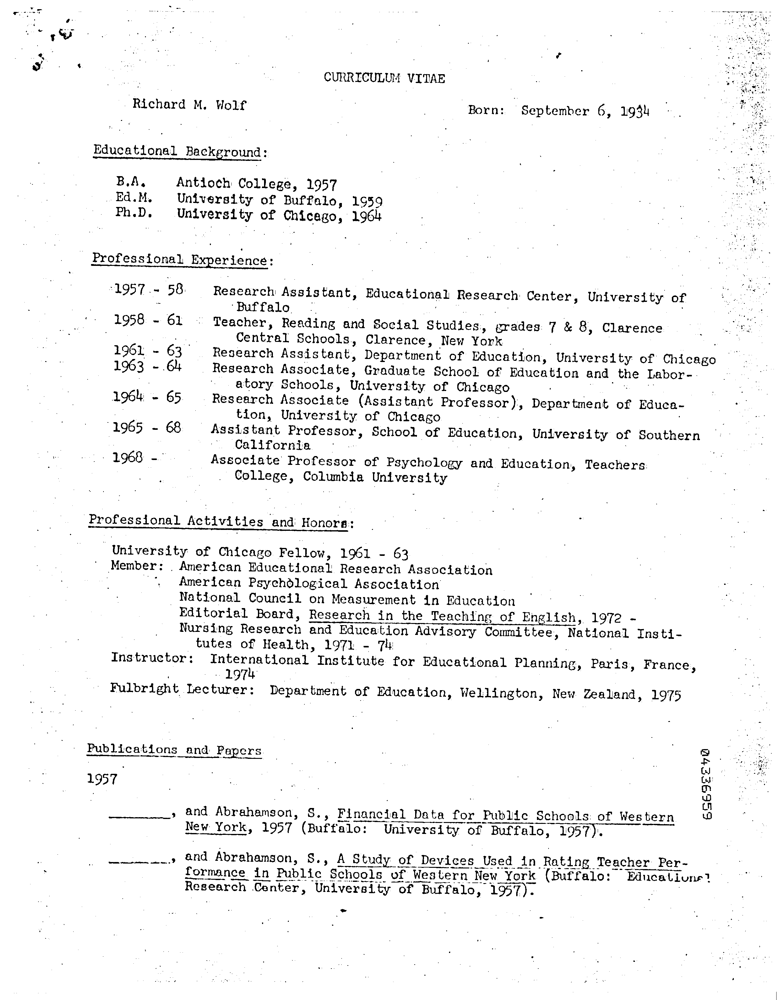 CURRICULUM VITAE
Richard M. Wolf Born: September 6, 1934
Educational Background:
B.A. Antioch College, 1957
Ed.M. University of Buffalo, 1959
Ph.D. University of Chicago, 1964
Professional Experience:
1957 - 58 Research Assistant, Educational Research Center, University of
Buffalo
1958 - 61 Teacher, Reading and Social Studies, grades 7 & 8, Clarence
Central Schools, Clarence, New York
1961 - 63 Research Assistant, Department of Education, University of Chicago
1963 - 64 Research Associate, Graduate School of Education and the Labor-
atory Schools, University of Chicago
1964 - 65 Research Associate (Assistant Professor), Department of Educa-
tion, University of Chicago
1965 - 68 Assistant Professor, School of Education, University of Southern
California
1968 - Associate Professor of Psychology and Education, Teachers
College, Columbia University
Professional Activities and Honors:
University of Chicago Fellow, 1961 - 63
Member: American Educational Research Association
American Psychological Association
National Council on Measurement in Education
Editorial Board, Research in the Teaching of English, 1972 -
Nursing Research and Education Advisory Committee, National Insti-
tutes of Health, 1971 - 74
Instructor: International Institute for Educational Planning, Paris, France,
1974
Fulbright Lecturer: Department of Education, Wellington, New Zealand, 1975
Publications and Papers
1957
______, and Abrahamson, S., Financial Data for Public Schools of Western
New York, 1957 (Buffalo: University of Buffalo, 1957).
______, and Abrahamson, S., A Study of Devices Used in Rating Teacher Per-
formance in Public Schools of Western New York (Buffalo: Educational
Research Center, University of Buffalo, 1957).
04336959